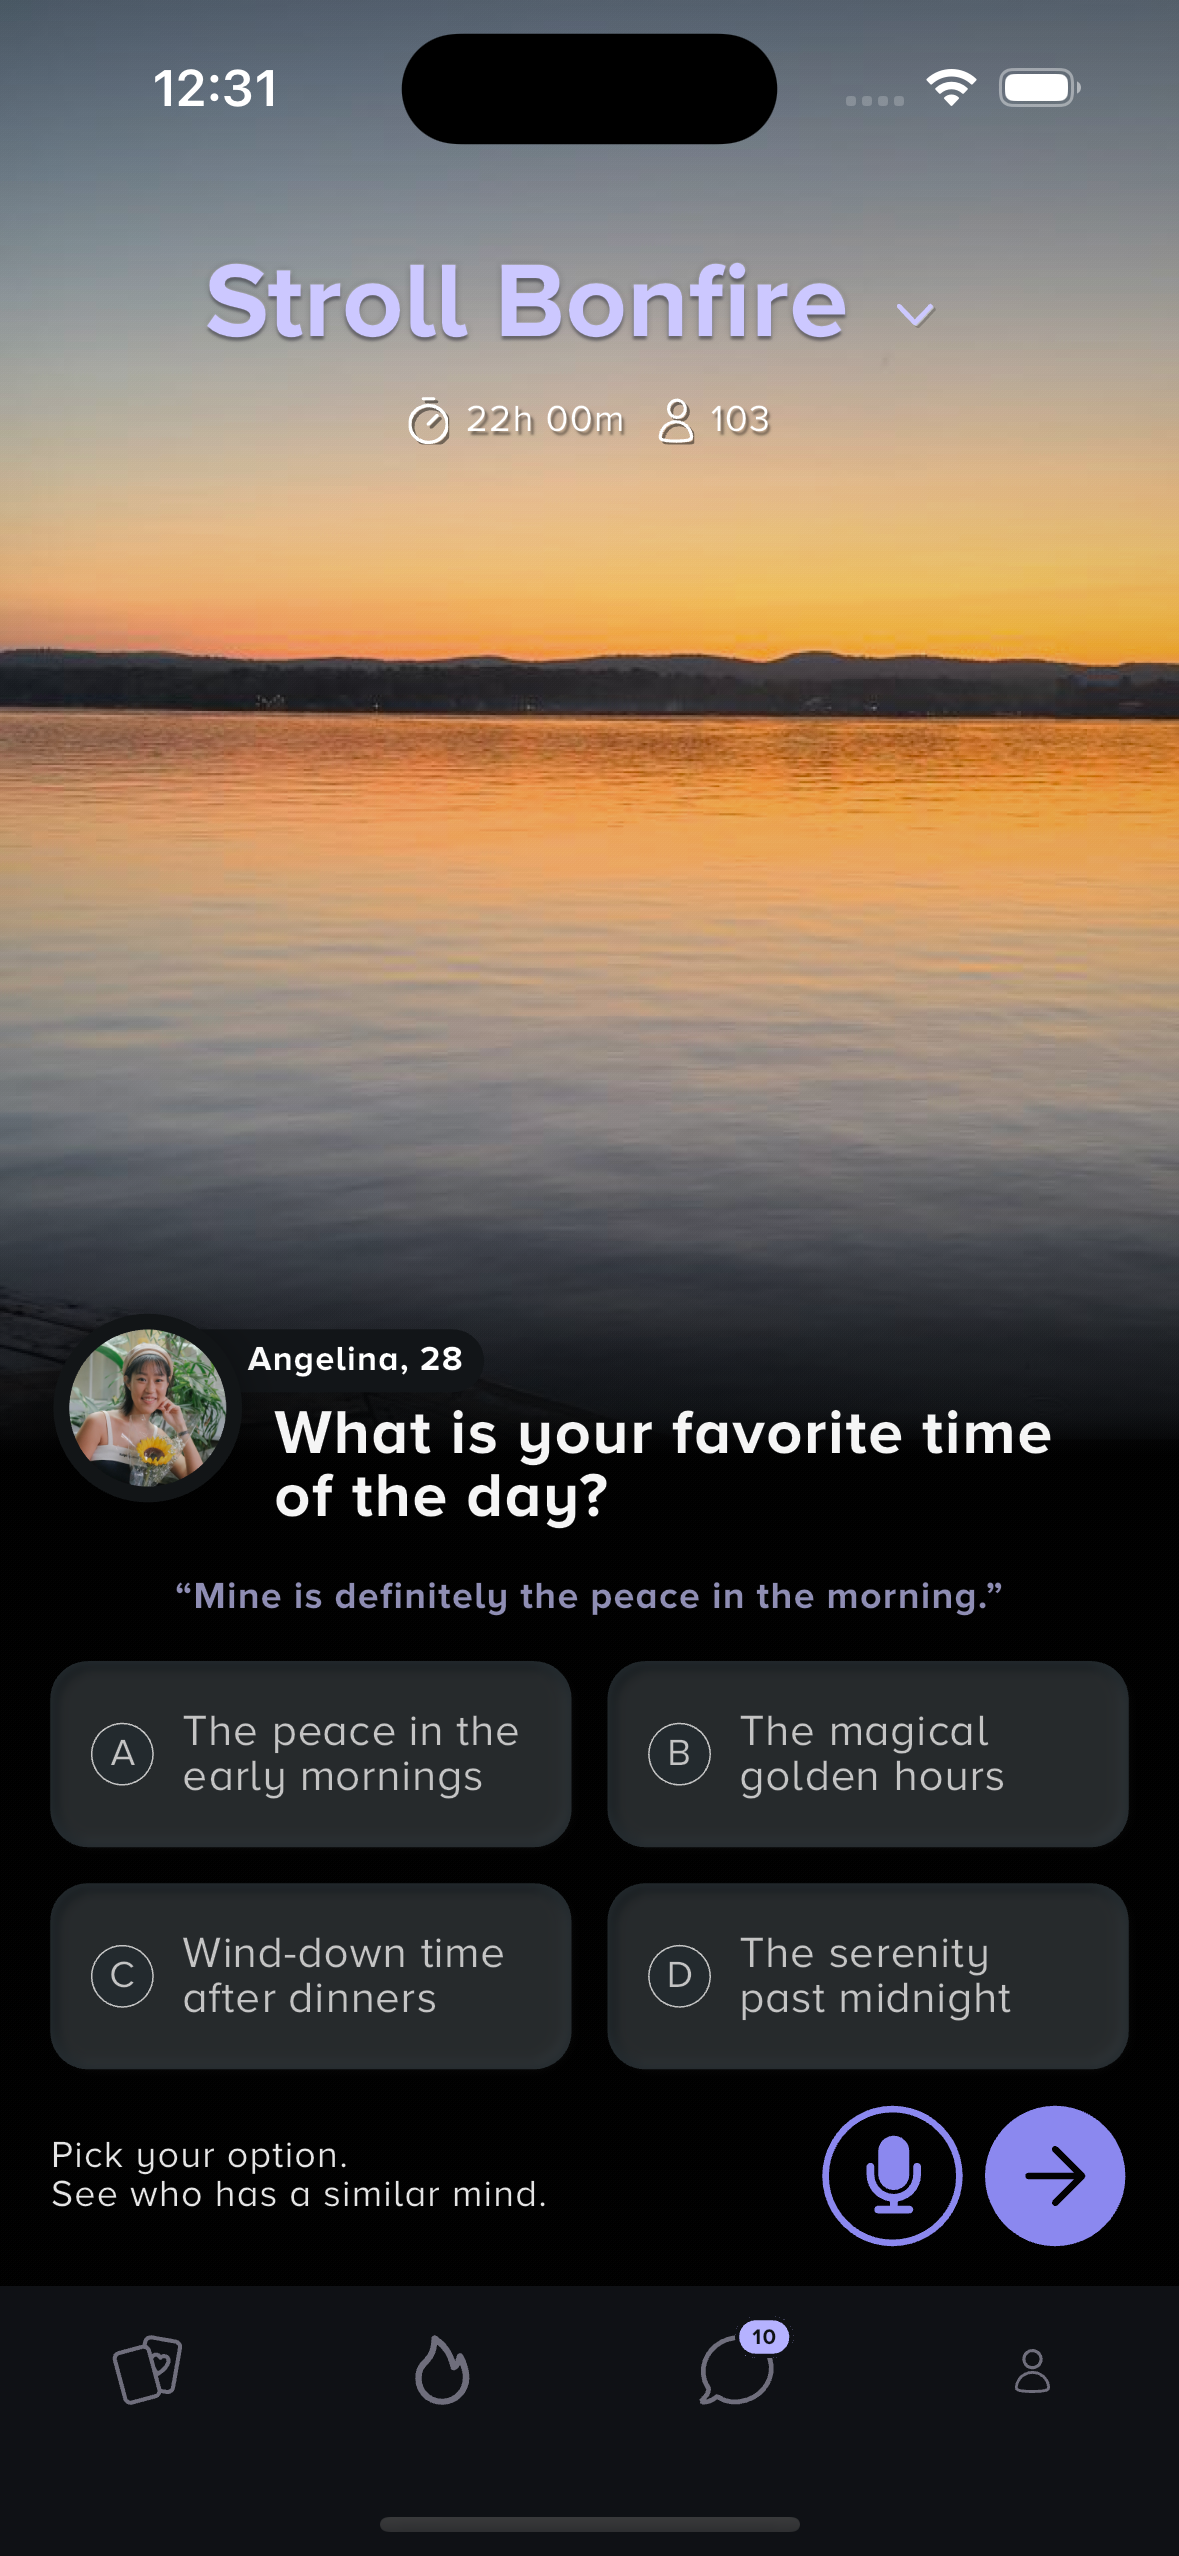 12:31
Stroll Bonfire
22h 00m 103
Angelina, 28
What is your favorite time
of the day?
“Mine is definitely the peace in the morning.”
A The peace in the
early mornings
B The magical
golden hours
C Wind-down time
after dinners
D The serenity
past midnight
Pick your option.
See who has a similar mind.
10